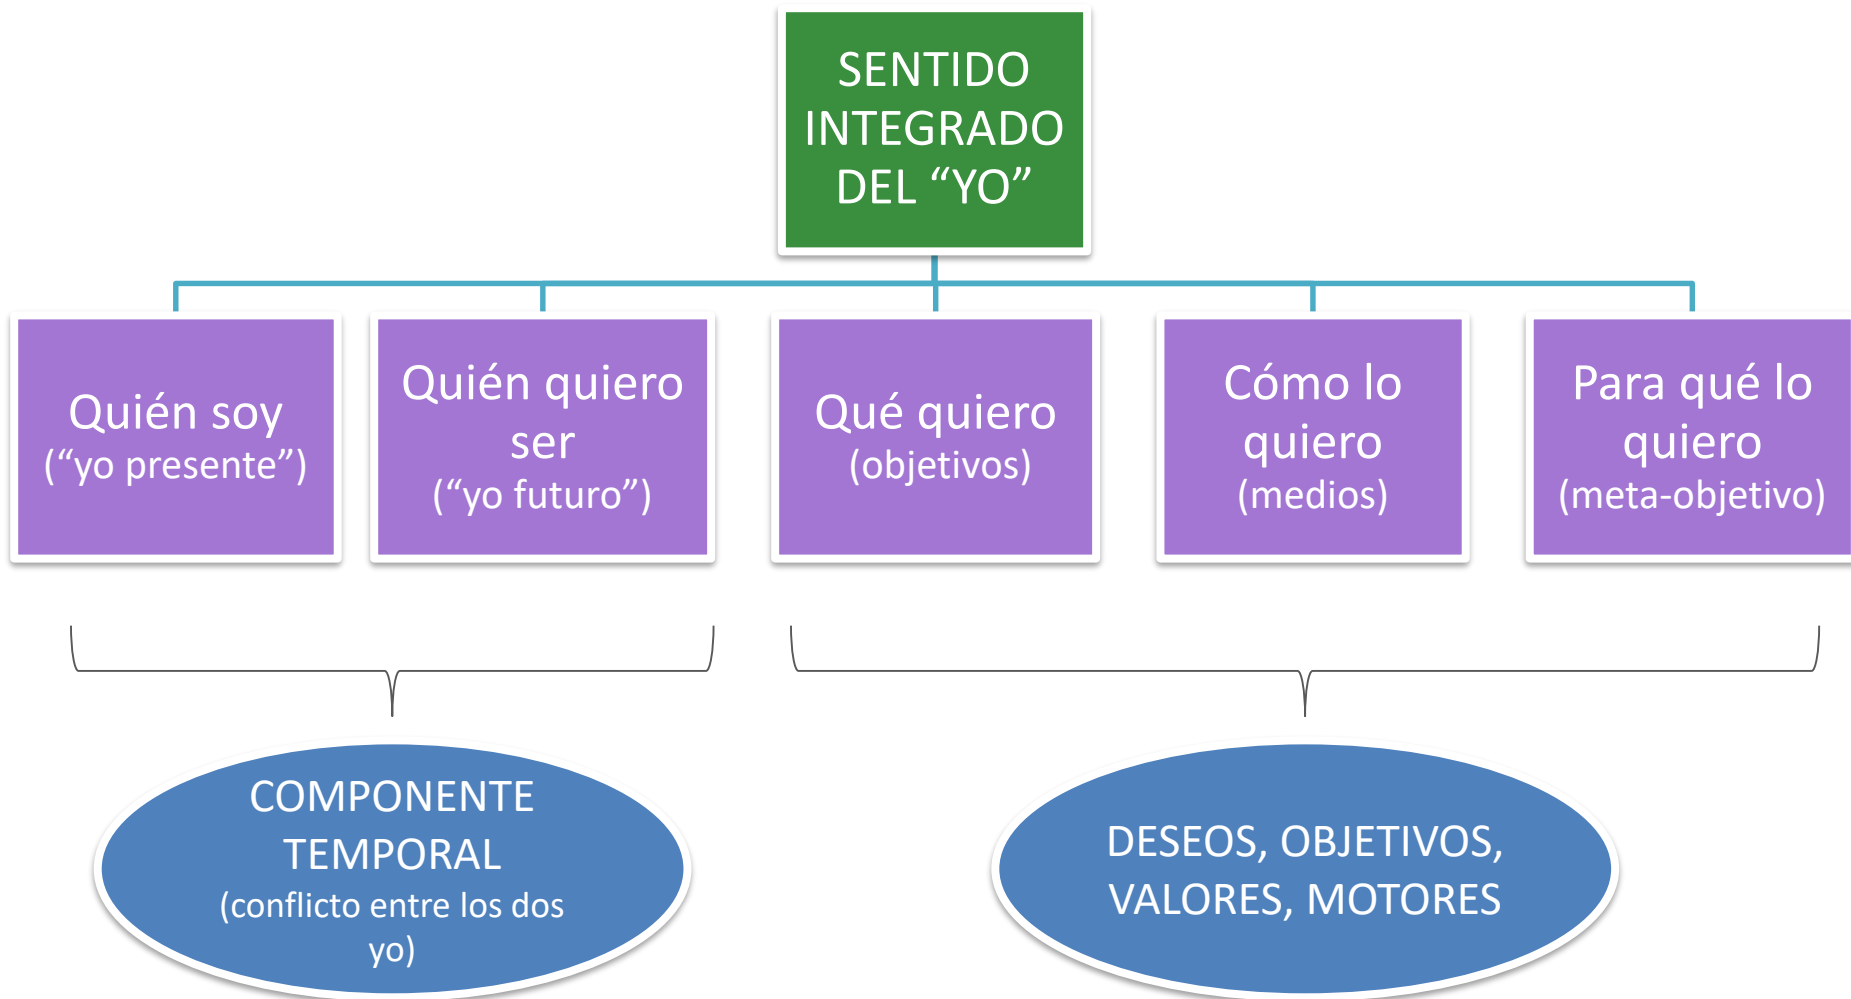 SENTIDO
INTEGRADO
DEL “YO”
Quién soy
(“yo presente”)
Quién quiero
ser
(“yo futuro”)
Qué quiero
(objetivos)
Cómo lo
quiero
(medios)
Para qué lo
quiero
(meta-objetivo)
COMPONENTE
TEMPORAL
(conflicto entre los dos
yo)
DESEOS, OBJETIVOS,
VALORES, MOTORES